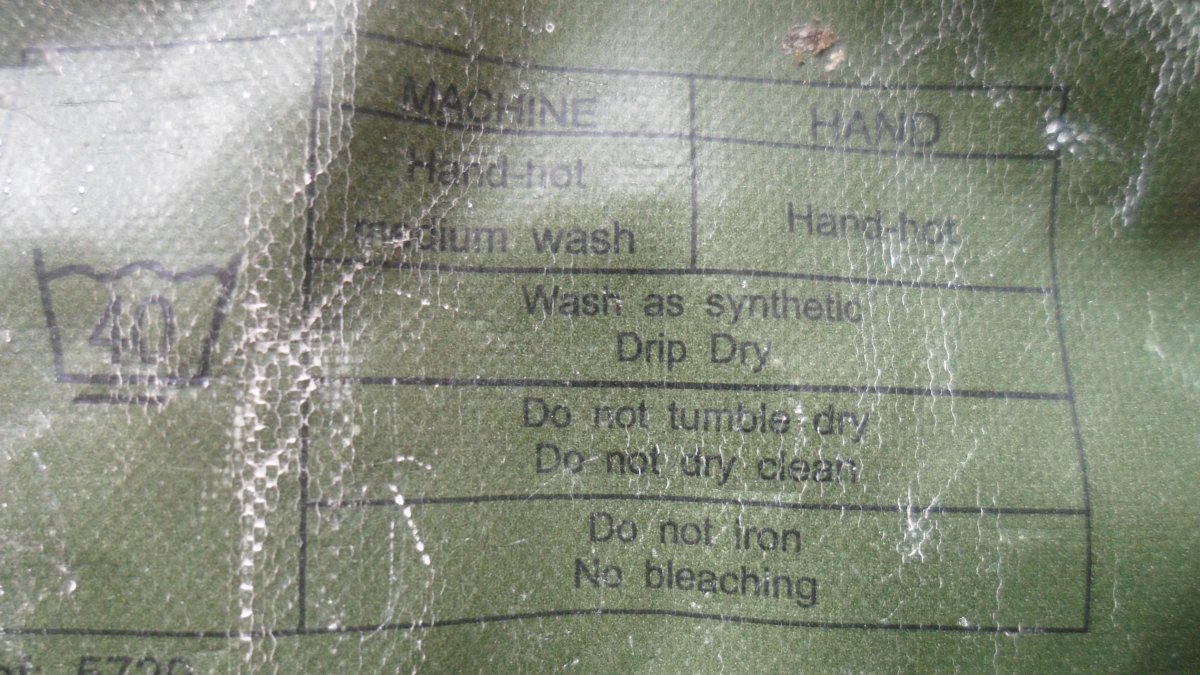 MACHINE
HAND
Hand-hot
medium wash
Hand-hot
40
Wash as synthetic
Drip Dry
Do not tumble dry
Do not dry clean
Do not iron
No bleaching